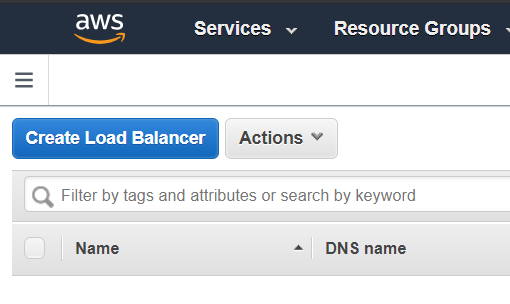 aws
Services Resource Groups
Create Load Balancer Actions
Filter by tags and attributes or search by keyword
Name DNS name